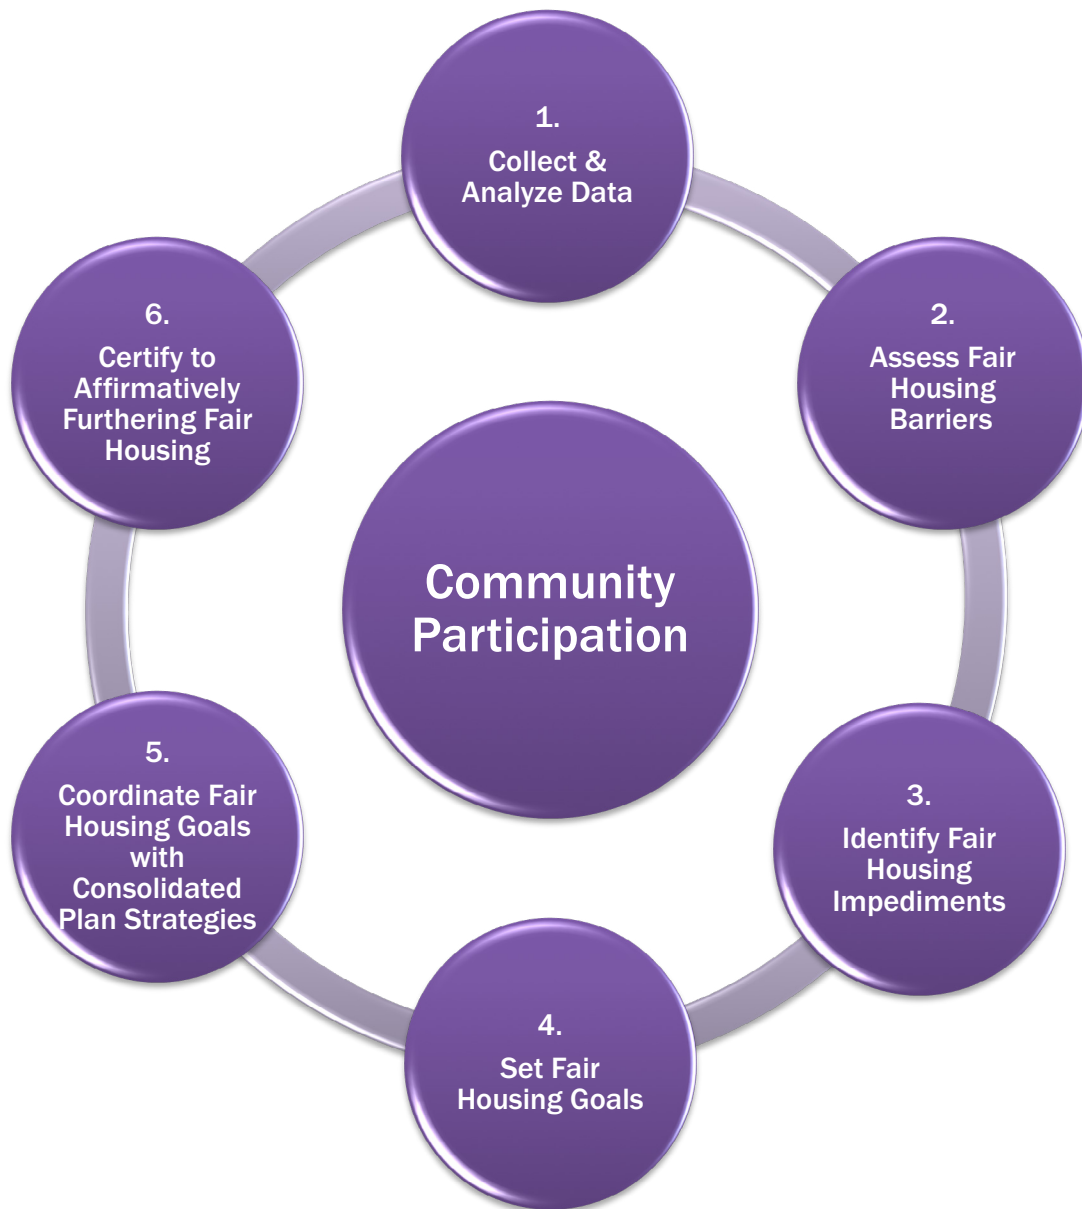 1.
Collect &
Analyze Data
2.
Assess Fair
Housing
Barriers
3.
Identify Fair
Housing
Impediments
4.
Set Fair
Housing Goals
5.
Coordinate Fair
Housing Goals
with
Consolidated
Plan Strategies
6.
Certify to
Affirmatively
Furthering Fair
Housing
Community
Participation